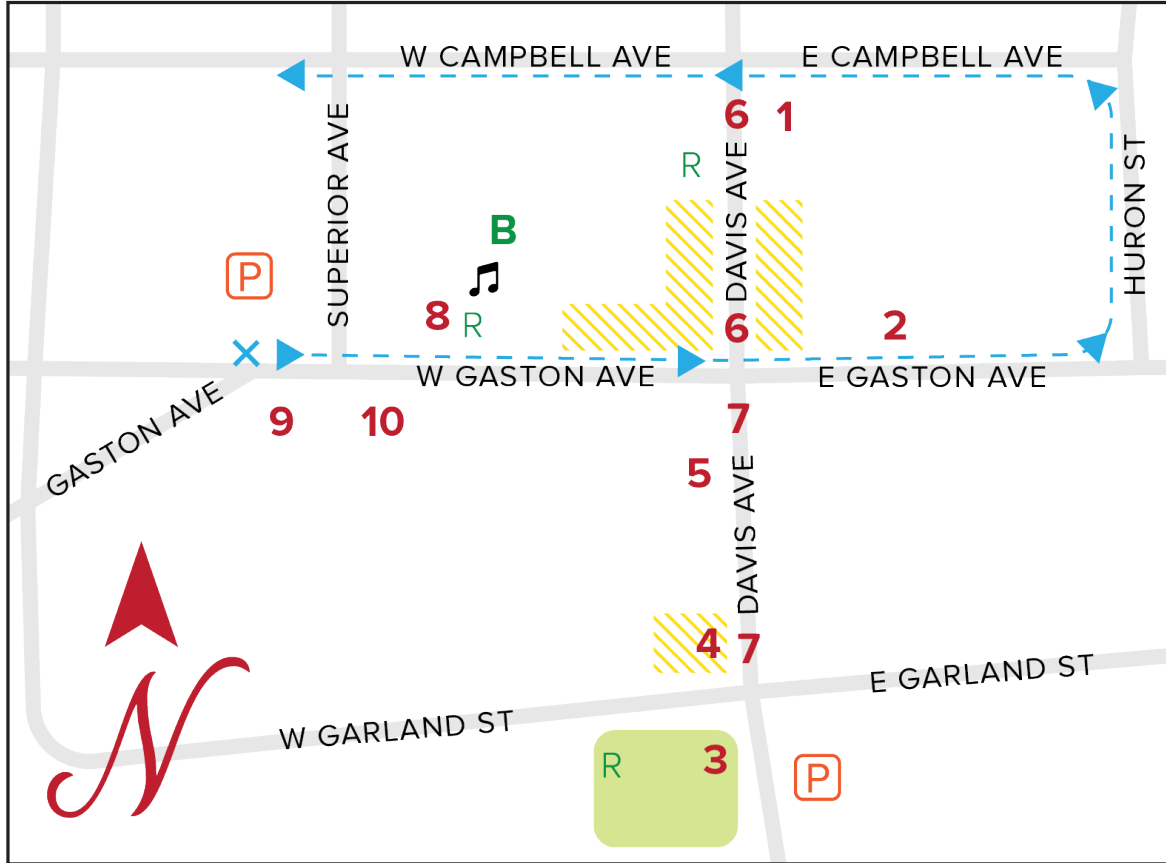 W CAMPBELL AVE
E CAMPBELL AVE
6
1
R
SUPERIOR AVE
DAVIS AVE
HURON ST
B
P
8
R
6
2
W GASTON AVE
E GASTON AVE
GASTON AVE
9
10
7
5
DAVIS AVE
4
7
E GARLAND ST
W GARLAND ST
N
R
3
P